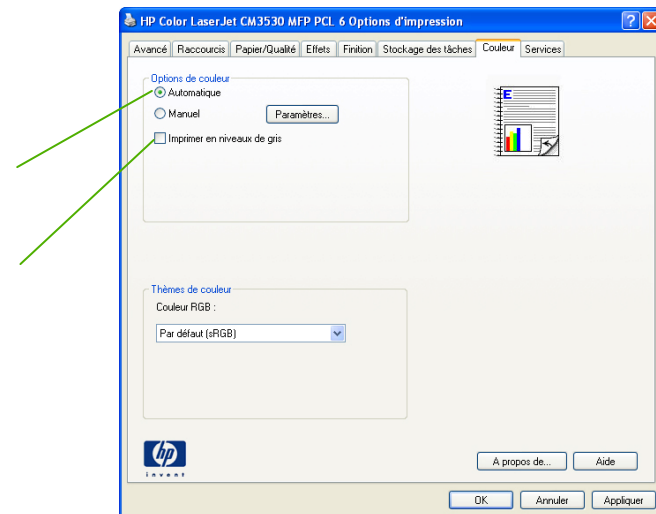 HP Color LaserJet CM3530 MFP PCL 6 Options d'impression
Avancé Raccourcis Papier/Qualité Effets Finition Stockage des tâches Couleur Services
Options de couleur
Automatique
Manuel Paramètres...
Imprimer en niveaux de gris
E
Thèmes de couleur
Couleur RGB :
Par défaut (sRGB)
hp
invent
A propos de... Aide
OK Annuler Appliquer